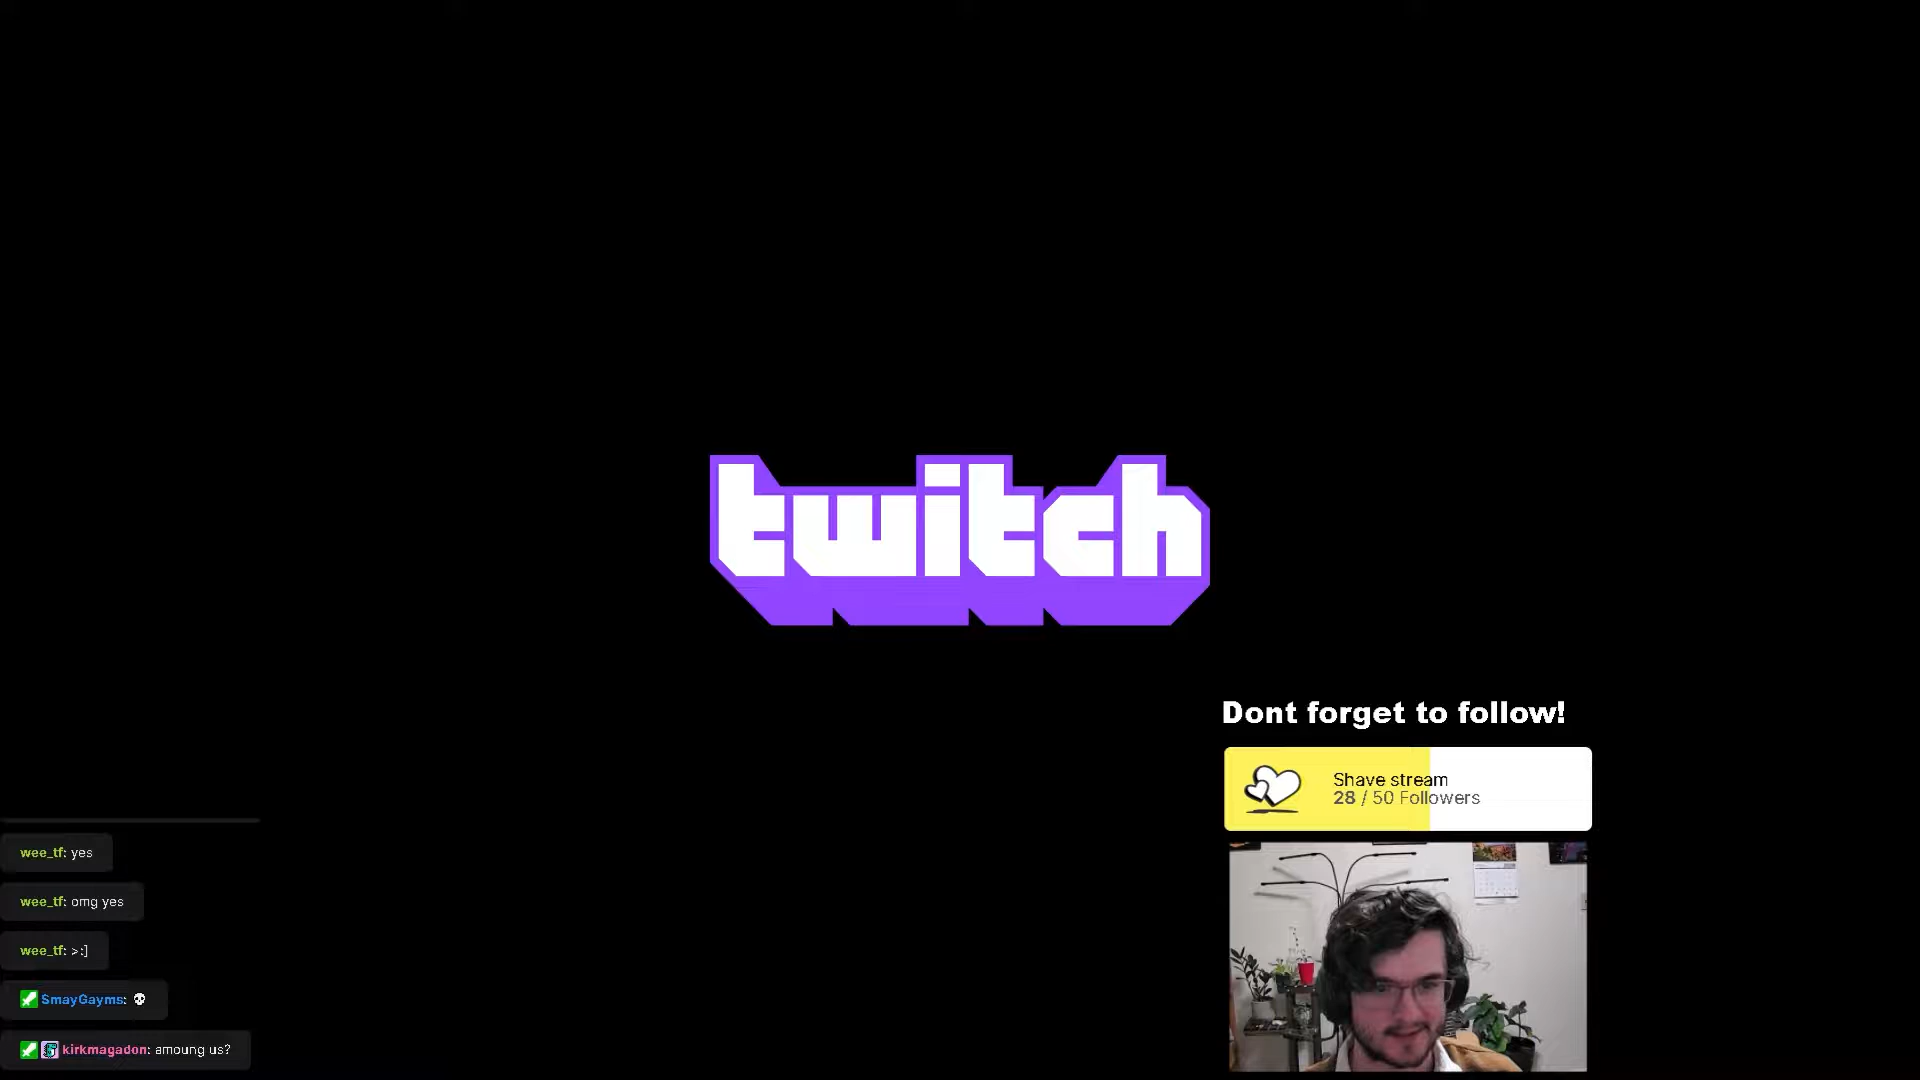 twitch
Dont forget to follow!
Shave stream
28 / 50 Followers
wee_tf: yes
wee_tf: omg yes
wee_tf: >:]
SmayGayms: 💀
kirkmagadon: amoung us?